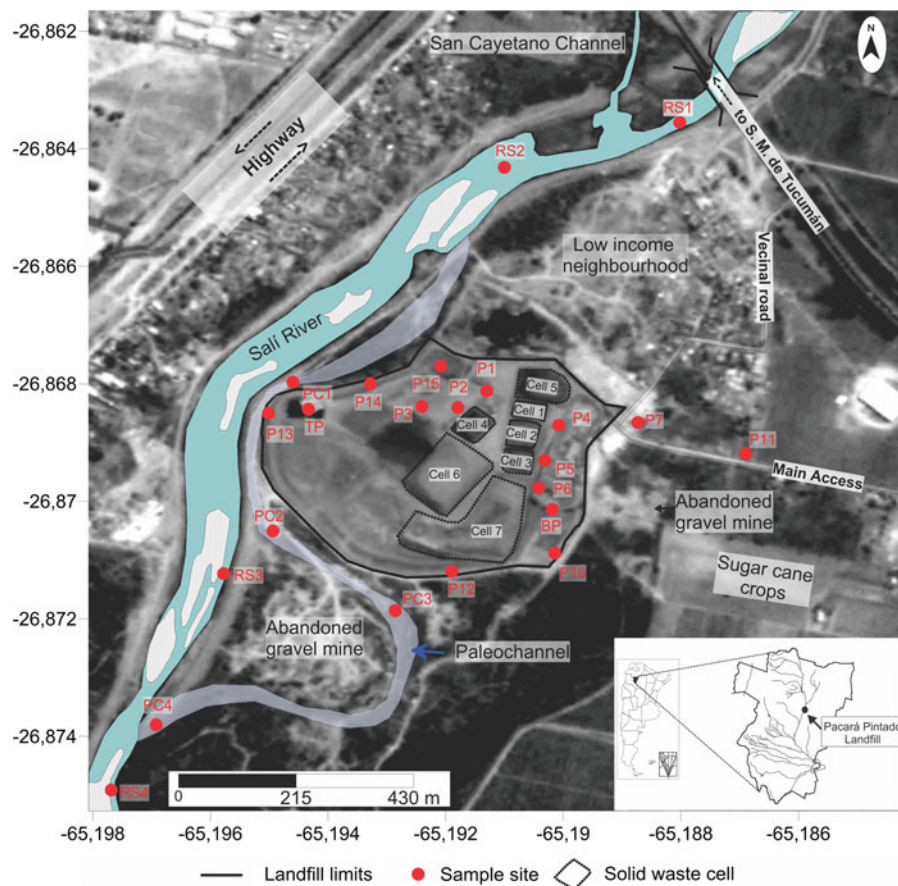 -26,862
-26,864
-26,866
-26,868
-26,87
-26,872
-26,874
N
San Cayetano Channel
RS1
to S. M. de Tucumán
Highway
RS2
Low income
neighbourhood
Vecinal road
Salí River
P1
P15
P2
PC1
P14
P3
TP
P13
Cell 5
Cell 1
Cell 4
Cell 2
P4
P7
Cell 3
P5
P11
Main Access
Cell 6
P6
BP
PC2
Cell 7
P10
Abandoned
gravel mine
RS3
P12
Sugar cane
crops
PC3
Abandoned
gravel mine
Paleochannel
PC4
RS4
Pacará Pintado
Landfill
0
215
430 m
-65,198
-65,196
-65,194
-65,192
-65,19
-65,188
-65,186
Landfill limits
Sample site
Solid waste cell